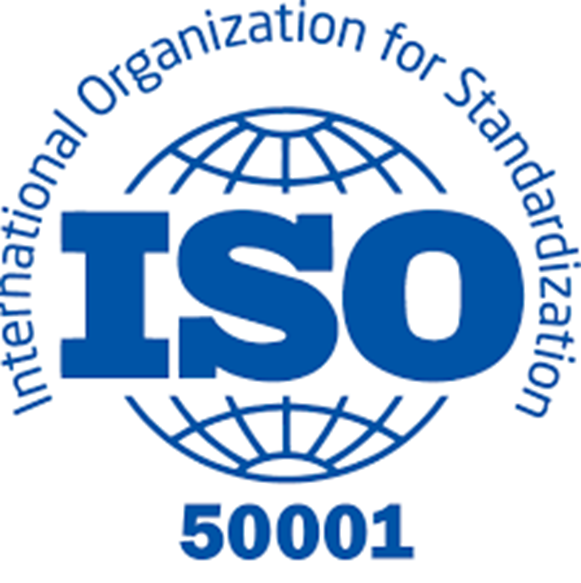 International Organization for Standardization
ISO
50001